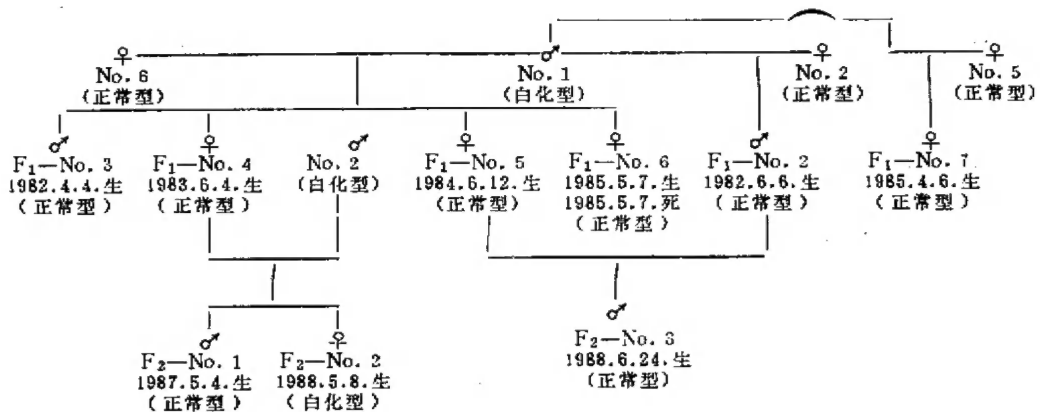 ♀ ♂ ♀ ♀
No. 6 No. 1 No. 2 No. 5
(正常型) (白化型) (正常型) (正常型)
♂ ♀ ♂ ♀ ♀ ♂ ♀
F₁—No. 3 F₁—No. 4 No. 2 F₁—No. 5 F₁—No. 6 F₁—No. 2 F₁—No. 7
1982.4.4.生 1983.6.4.生 (白化型) 1984.6.12.生 1985.5.7.生 1982.6.6.生 1985.4.6.生
(正常型) (正常型) (正常型) 1985.5.7.死 (正常型) (正常型)
(正常型)
♂ ♀ ♂
F₂—No. 1 F₂—No. 2 F₂—No. 3
1987.5.4.生 1988.5.8.生 1988.6.24.生
(正常型) (白化型) (正常型)